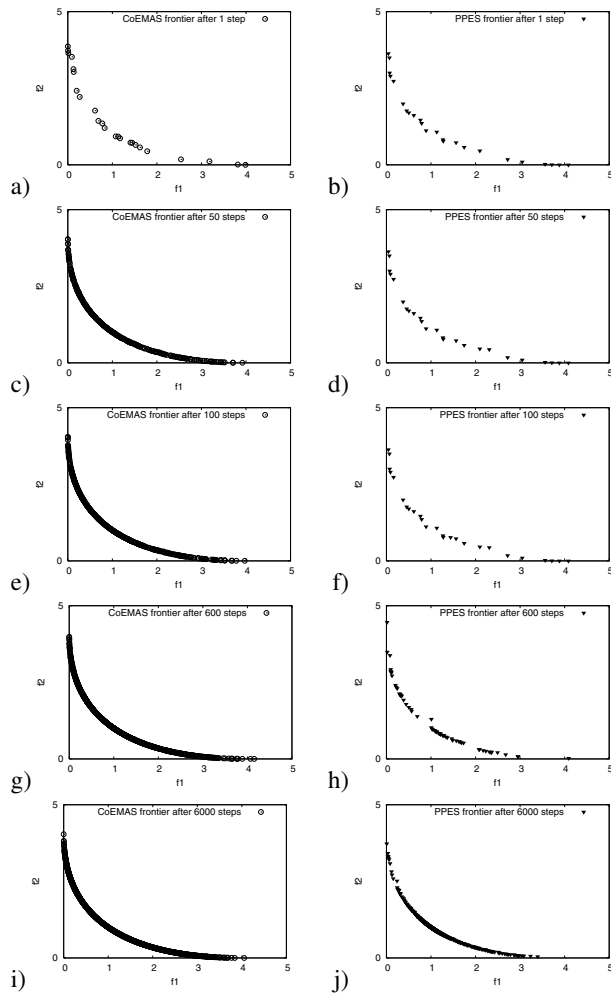 5
CoEMAS frontier after 1 step
f2
0
0 1 2 3 4 5
f1
a)
5
PPES frontier after 1 step
f2
0
0 1 2 3 4 5
f1
b)
5
CoEMAS frontier after 50 steps
f2
0
0 1 2 3 4 5
f1
c)
5
PPES frontier after 50 steps
f2
0
0 1 2 3 4 5
f1
d)
5
CoEMAS frontier after 100 steps
f2
0
0 1 2 3 4 5
f1
e)
5
PPES frontier after 100 steps
f2
0
0 1 2 3 4 5
f1
f)
5
CoEMAS frontier after 600 steps
f2
0
0 1 2 3 4 5
f1
g)
5
PPES frontier after 600 steps
f2
0
0 1 2 3 4 5
f1
h)
5
CoEMAS frontier after 6000 steps
f2
0
0 1 2 3 4 5
f1
i)
5
PPES frontier after 6000 steps
f2
0
0 1 2 3 4 5
f1
j)